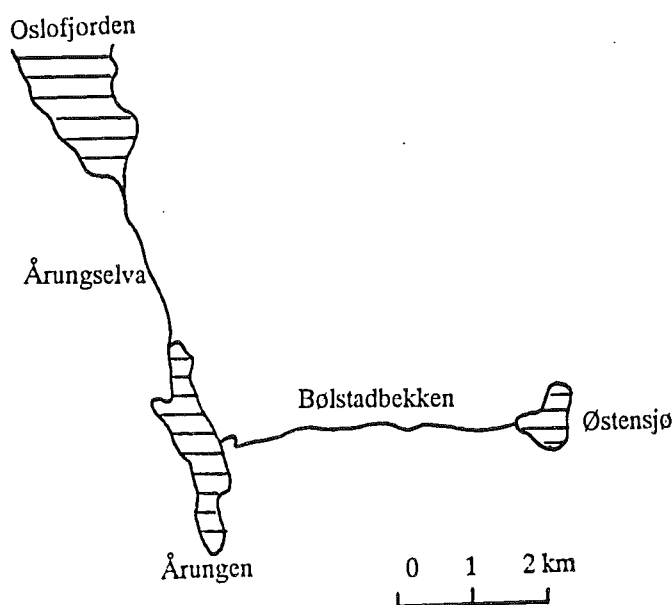 Oslofjorden
Årungselva
Bølstadbekken
Østensjø
Årungen
0 1 2 km